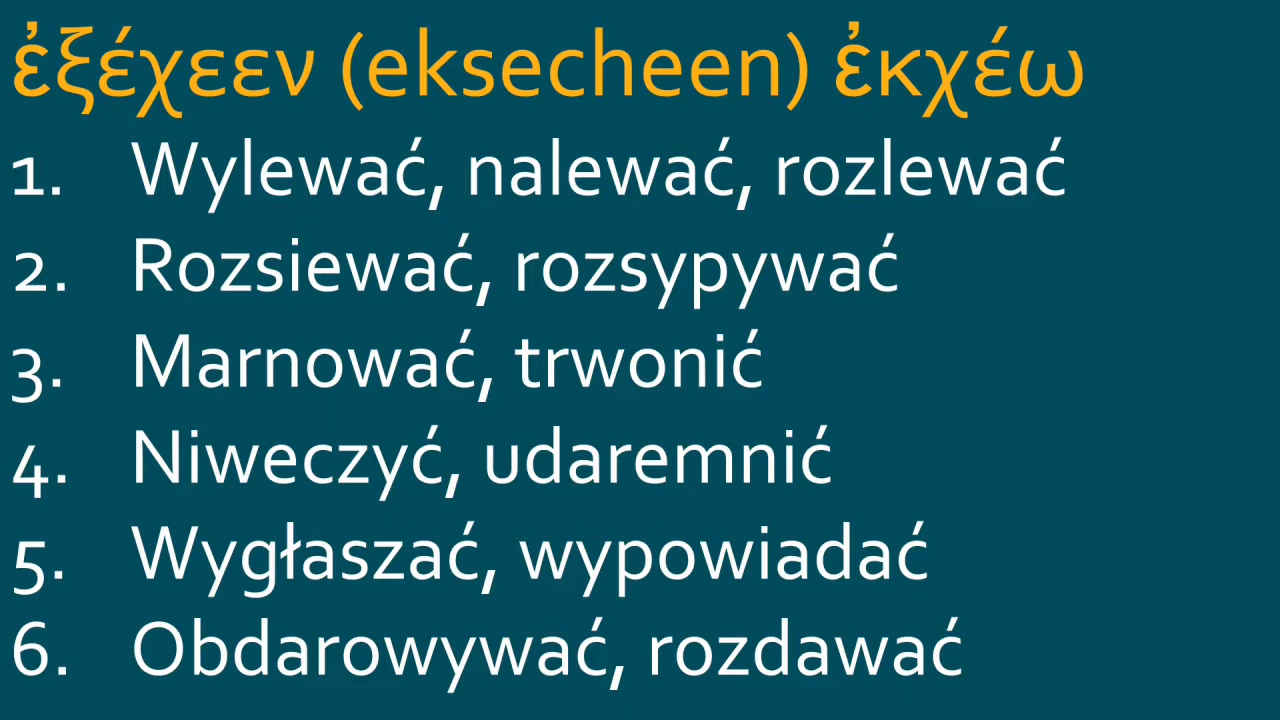 ἐξέχεεν (eksecheen) ἐκχέω
1. Wylewać, nalewać, rozlewać
2. Rozsiewać, rozsypywać
3. Marnować, trwonić
4. Niweczyć, udaremnić
5. Wygłaszać, wypowiadać
6. Obdarowywać, rozdawać